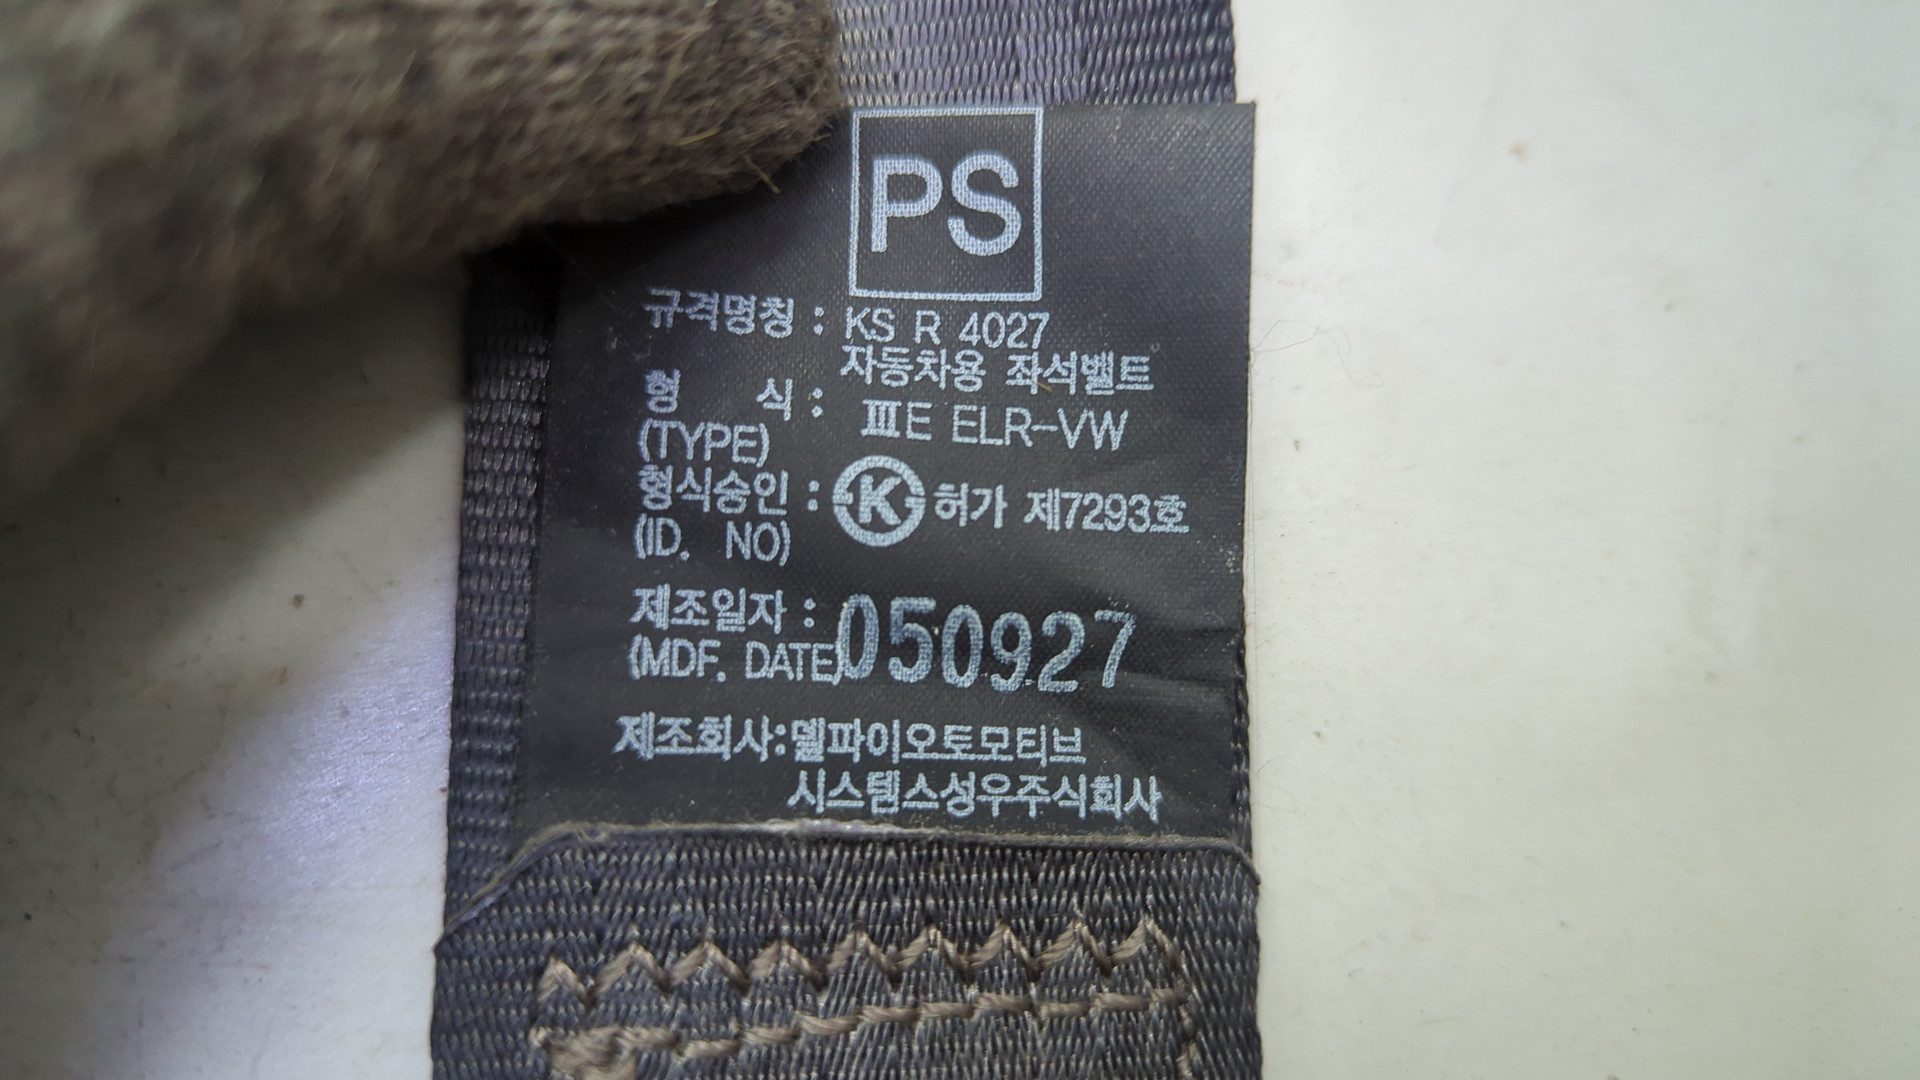 PS
규격명칭 : KS R 4027
자동차용 좌석밸트
형 식 : ⅢE ELR-VW
(TYPE)
형식승인 : K 허가 제7293호
(ID. NO)
제조일자 : 050927
(MDF. DATE)
제조회사:델파이오토모티브
시스템스성우주식회사